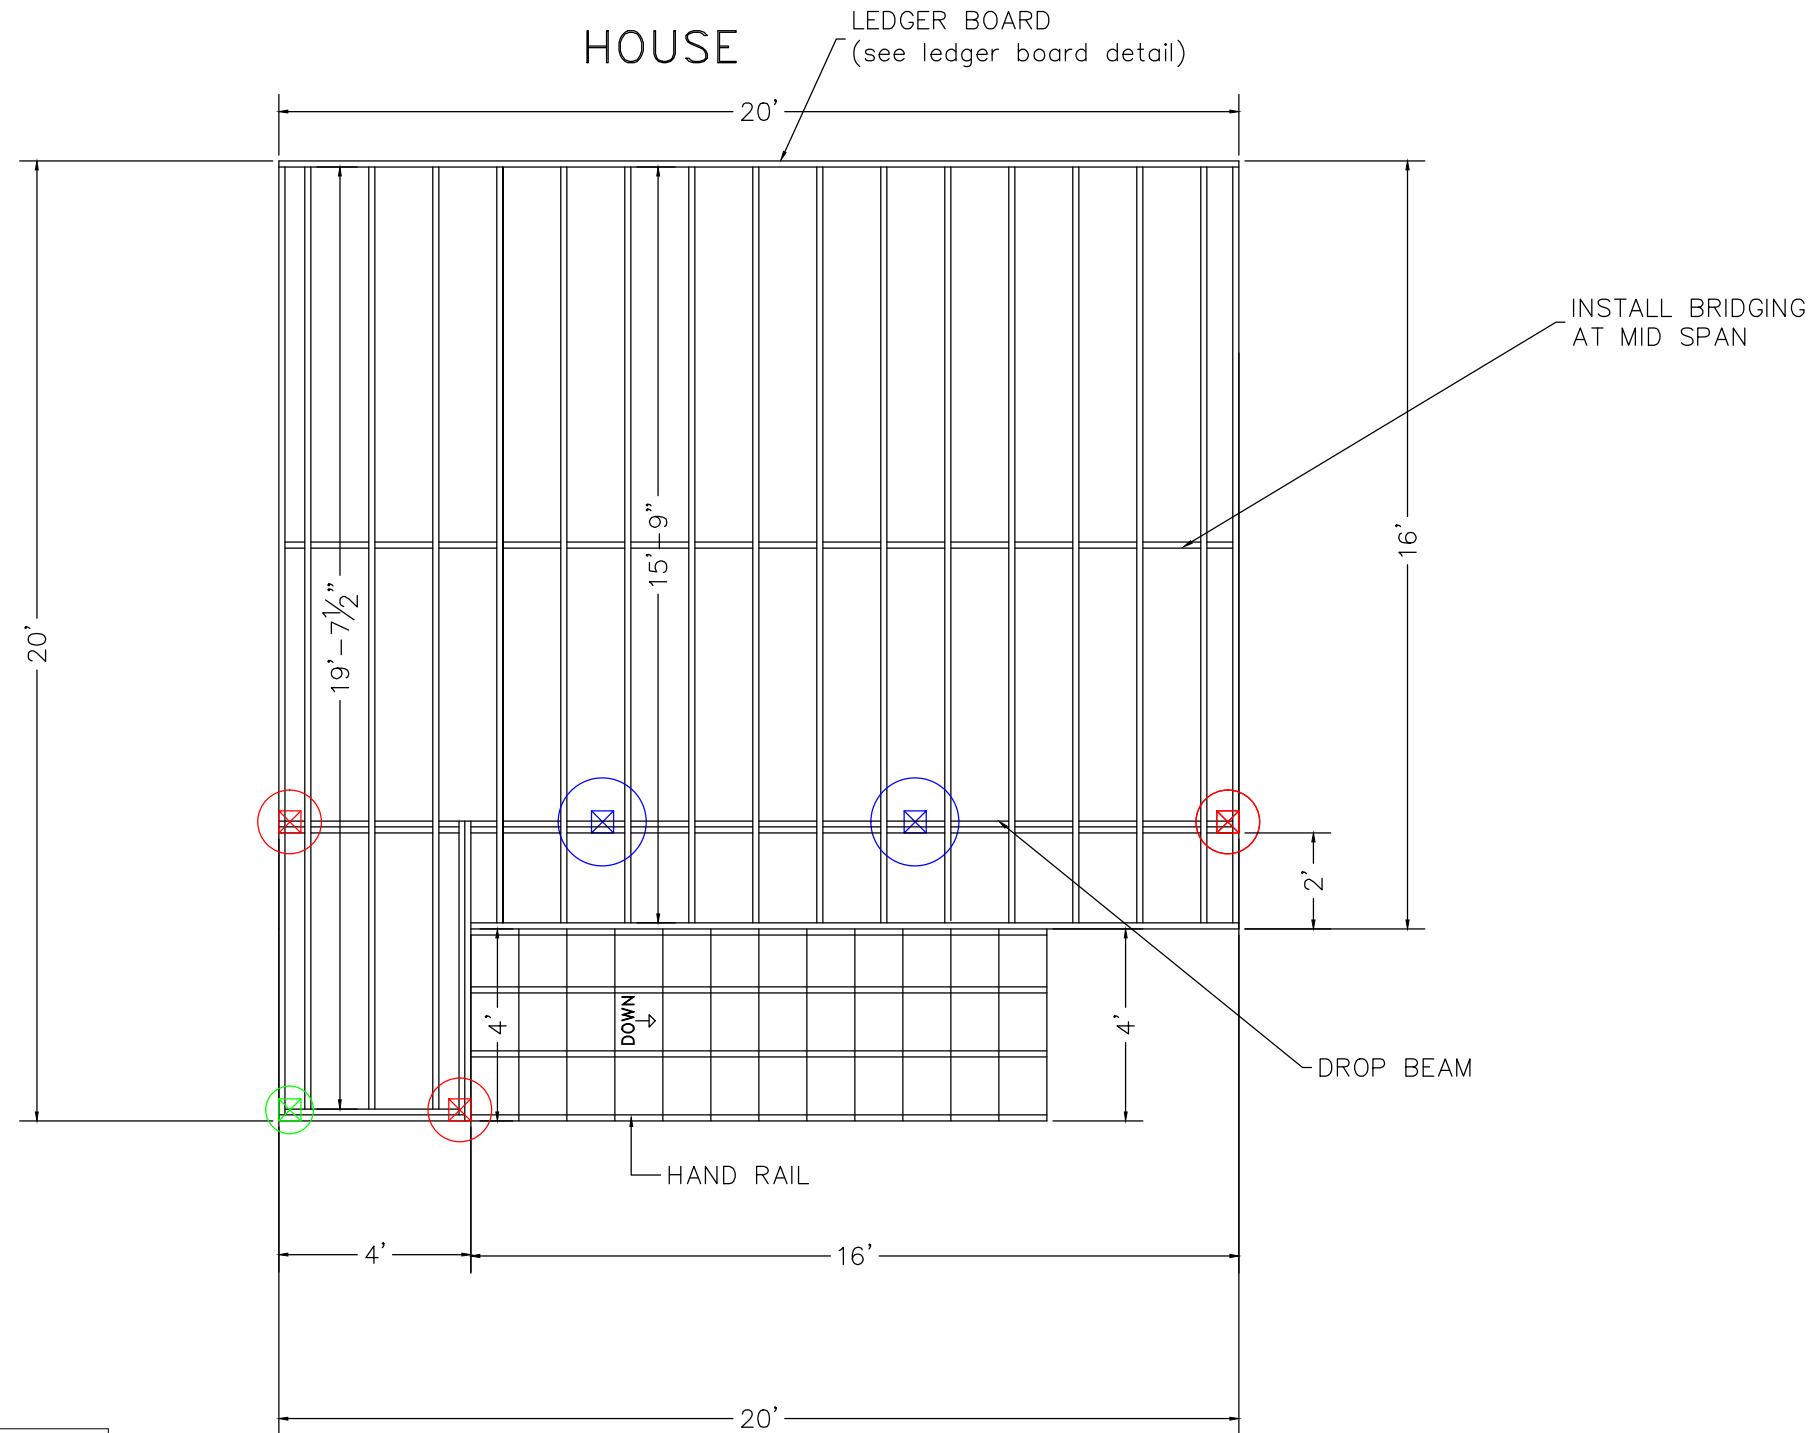 HOUSE
LEDGER BOARD
(see ledger board detail)
20'
INSTALL BRIDGING
AT MID SPAN
20'
19'-7½"
15'-9"
16'
2'
4'
DOWN
4'
DROP BEAM
HAND RAIL
4'
16'
20'